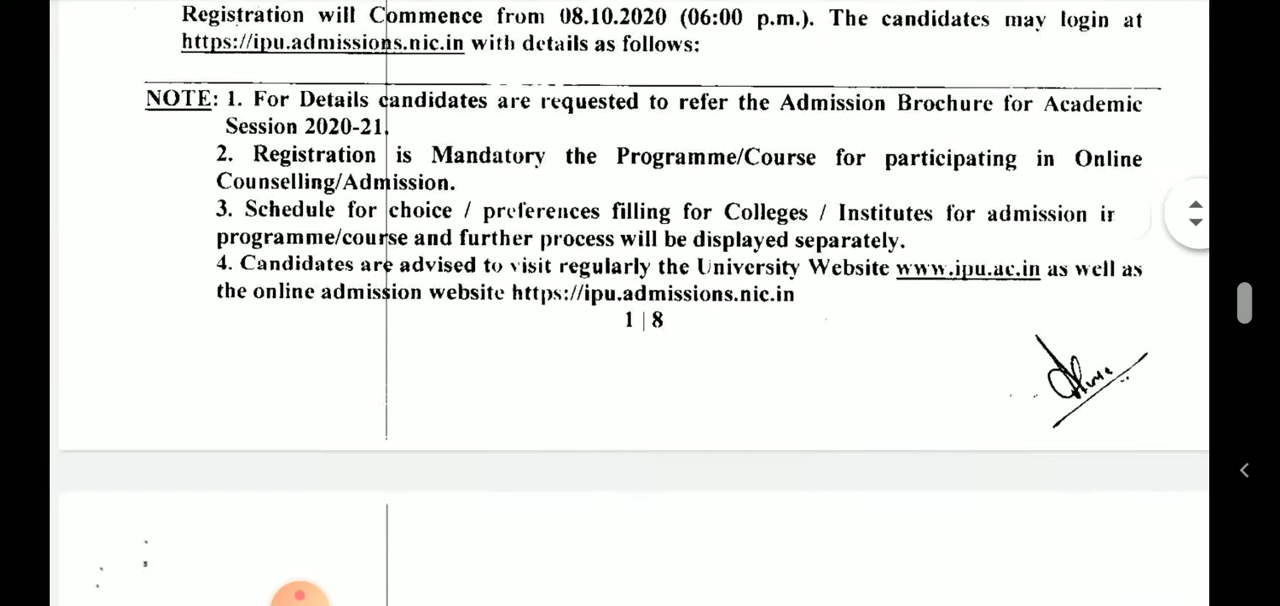 Registration will Commence from 08.10.2020 (06:00 p.m.). The candidates may login at
https://ipu.admissions.nic.in with details as follows:
NOTE: 1. For Details candidates are requested to refer the Admission Brochure for Academic
Session 2020-21.
2. Registration is Mandatory the Programme/Course for participating in Online
Counselling/Admission.
3. Schedule for choice / preferences filling for Colleges / Institutes for admission in
programme/course and further process will be displayed separately.
4. Candidates are advised to visit regularly the University Website www.ipu.ac.in as well as
the online admission website https://ipu.admissions.nic.in
1 | 8